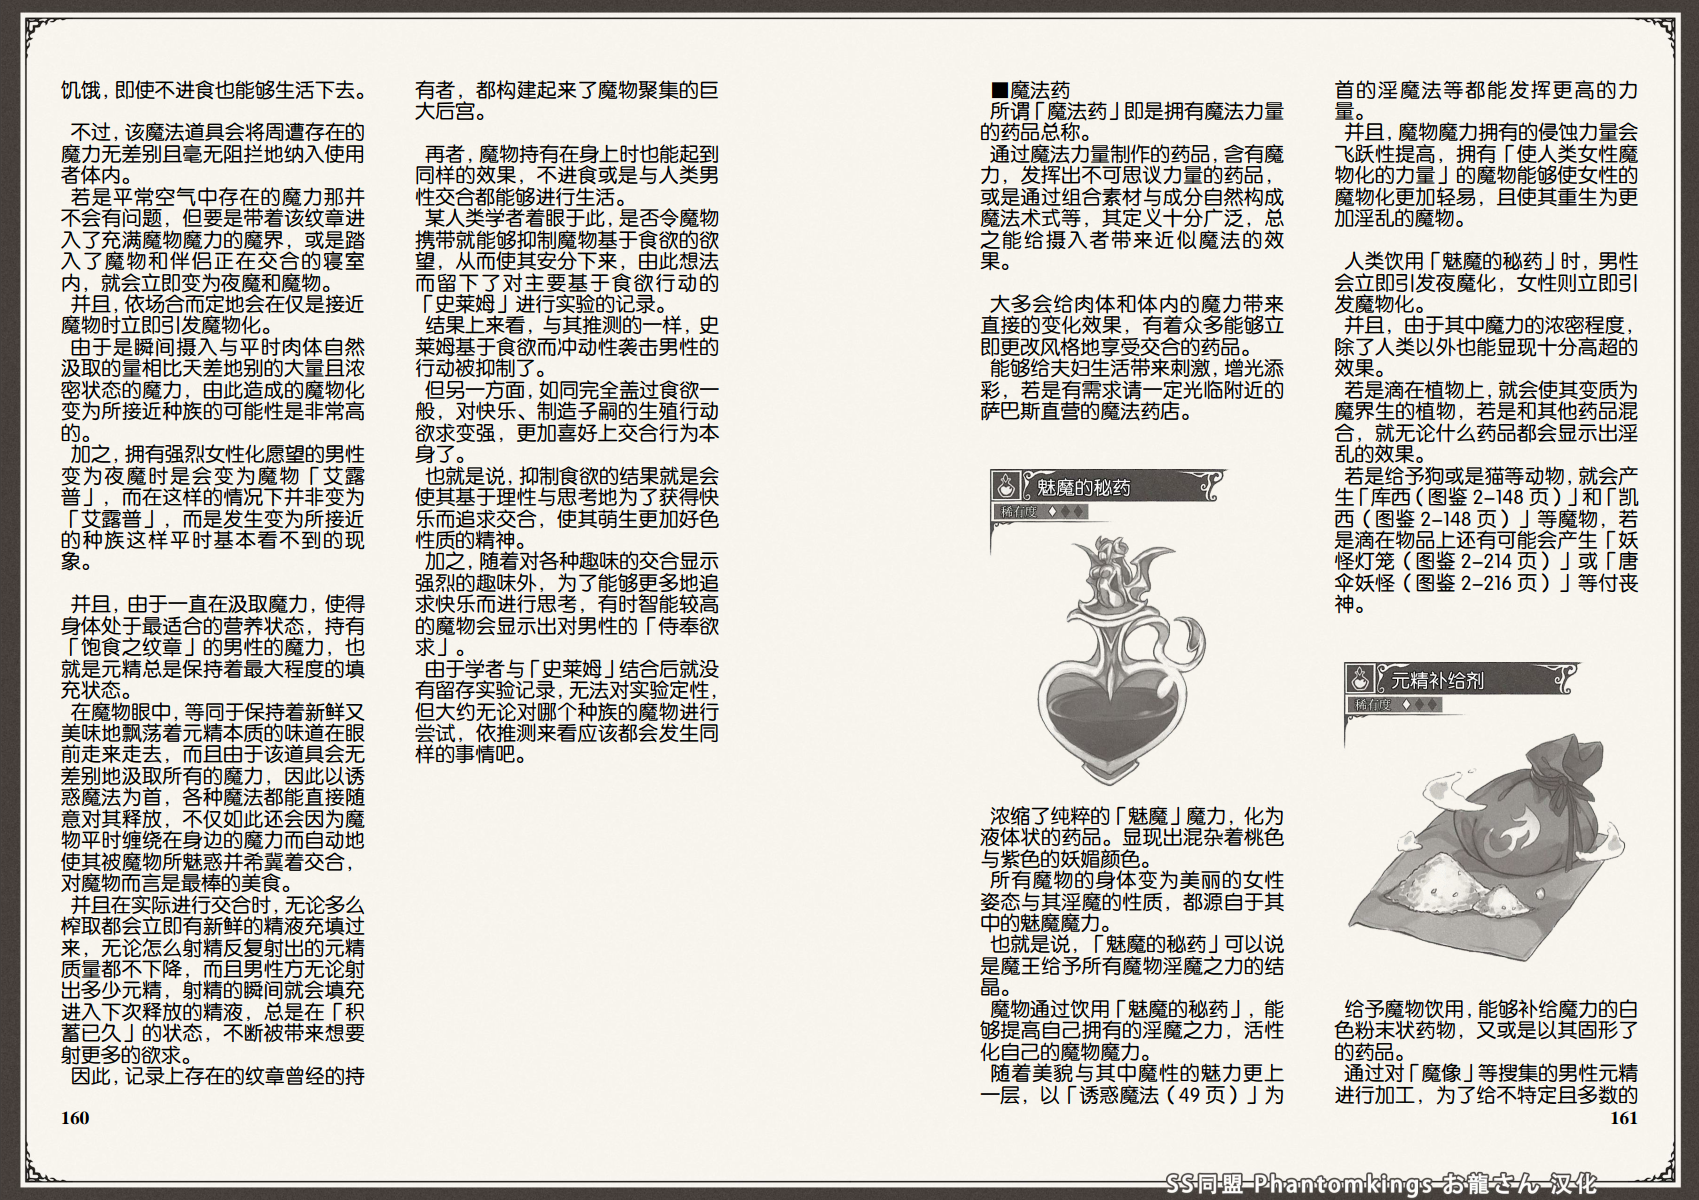 饥饿，即使不进食也能够生活下去。
不过，该魔法道具会将周遭存在的
魔力无差别且毫无阻拦地纳入使用
者体内。
若是平常空气中存在的魔力那并
不会有问题，但要是带着该纹章进
入了充满魔物魔力的魔界，或是踏
入了魔物和伴侣正在交合的寝室
内，就会立即变为夜魔和魔物。
并且，依场合而定地会在仅是接近
魔物时立即引发魔物化。
由于是瞬间摄入与平时肉体自然
汲取的量相比天差地别的大量且浓
密状态的魔力，由此造成的魔物化
变为所接近种族的可能性是非常高
的。
加之，拥有强烈女性化愿望的男性
变为夜魔时是会变为魔物「艾露
普」，而在这样的情况下并非变为
「艾露普」，而是发生变为所接近
的种族这样平时基本看不到的现
象。
并且，由于一直在汲取魔力，使得
身体处于最适合的营养状态，持有
「饱食之纹章」的男性的魔力，也
就是元精总是保持着最大程度的填
充状态。
在魔物眼中，等同于保持着新鲜又
美味地飘荡着元精本质的味道在眼
前走来走去，而且由于该道具会无
差别地汲取所有的魔力，因此以诱
惑魔法为首，各种魔法都能直接随
意对其释放，不仅如此还会因为魔
物平时缠绕在身边的魔力而自动地
使其被魔物所魅惑并希冀着交合，
对魔物而言是最棒的美食。
并且在实际进行交合时，无论多么
榨取都会立即有新鲜的精液充填过
来，无论怎么射精反复射出的元精
质量都不下降，而且男性方无论射
出多少元精，射精的瞬间就会填充
进入下次释放的精液，总是在「积
蓄已久」的状态，不断被带来想要
射更多的欲求。
因此，记录上存在的纹章曾经的持
160
有者，都构建起来了魔物聚集的巨
大后宫。
再者，魔物持有在身上时也能起到
同样的效果，不进食或是与人类男
性交合都能够进行生活。
某人类学者着眼于此，是否令魔物
携带就能够抑制魔物基于食欲的欲
望，从而使其安分下来，由此想法
而留下了对主要基于食欲行动的
「史莱姆」进行实验的记录。
结果上来看，与其推测的一样，史
莱姆基于食欲而冲动性袭击男性的
行动被抑制了。
但另一方面，如同完全盖过食欲一
般，对快乐、制造子嗣的生殖行动
欲求变强，更加喜好上交合行为本
身了。
也就是说，抑制食欲的结果就是会
使其基于理性与思考地为了获得快
乐而追求交合，使其萌生更加好色
性质的精神。
加之，随着对各种趣味的交合显示
强烈的趣味外，为了能够更多地追
求快乐而进行思考，有时智能较高
的魔物会显示出对男性的「侍奉欲
求」。
由于学者与「史莱姆」结合后就没
有留存实验记录，无法对实验定性，
但大约无论对哪个种族的魔物进行
尝试，依推测来看应该都会发生同
样的事情吧。
■魔法药
所谓「魔法药」即是拥有魔法力量
的药品总称。
通过魔法力量制作的药品，含有魔
力，发挥出不可思议力量的药品，
或是通过组合素材与成分自然构成
魔法术式等，其定义十分广泛，总
之能给摄入者带来近似魔法的效
果。
大多会给肉体和体内的魔力带来
直接的变化效果，有着众多能够立
即更改风格地享受交合的药品。
能够给夫妇生活带来刺激，增光添
彩，若是有需求请一定光临附近的
萨巴斯直营的魔法药店。
魅魔的秘药
稀有度
浓缩了纯粹的「魅魔」魔力，化为
液体状的药品。显现出混杂着桃色
与紫色的妖媚颜色。
所有魔物的身体变为美丽的女性
姿态与其淫魔的性质，都源自于其
中的魅魔魔力。
也就是说，「魅魔的秘药」可以说
是魔王给予所有魔物淫魔之力的结
晶。
魔物通过饮用「魅魔的秘药」，能
够提高自己拥有的淫魔之力，活性
化自己的魔物魔力。
随着美貌与其中魔性的魅力更上
一层，以「诱惑魔法（49 页）」为
首的淫魔法等都能发挥更高的力
量。
并且，魔物魔力拥有的侵蚀力量会
飞跃性提高，拥有「使人类女性魔
物化的力量」的魔物能够使女性的
魔物化更加轻易，且使其重生为更
加淫乱的魔物。
人类饮用「魅魔的秘药」时，男性
会立即引发夜魔化，女性则立即引
发魔物化。
并且，由于其中魔力的浓密程度，
除了人类以外也能显现十分高超的
效果。
若是滴在植物上，就会使其变质为
魔界生的植物，若是和其他药品混
合，就无论什么药品都会显示出淫
乱的效果。
若是给予狗或是猫等动物，就会产
生「库西（图鉴 2-148 页）」和「凯
西（图鉴 2-148 页）」等魔物，若
是滴在物品上还有可能会产生「妖
怪灯笼（图鉴 2-214 页）」或「唐
伞妖怪（图鉴 2-216 页）」等付丧
神。
元精补给剂
稀有度
给予魔物饮用，能够补给魔力的白
色粉末状药物，又或是以其固形了
的药品。
通过对「魔像」等搜集的男性元精
进行加工，为了给不特定且多数的
161
SS同盟 Phantomkings お龍さん 汉化